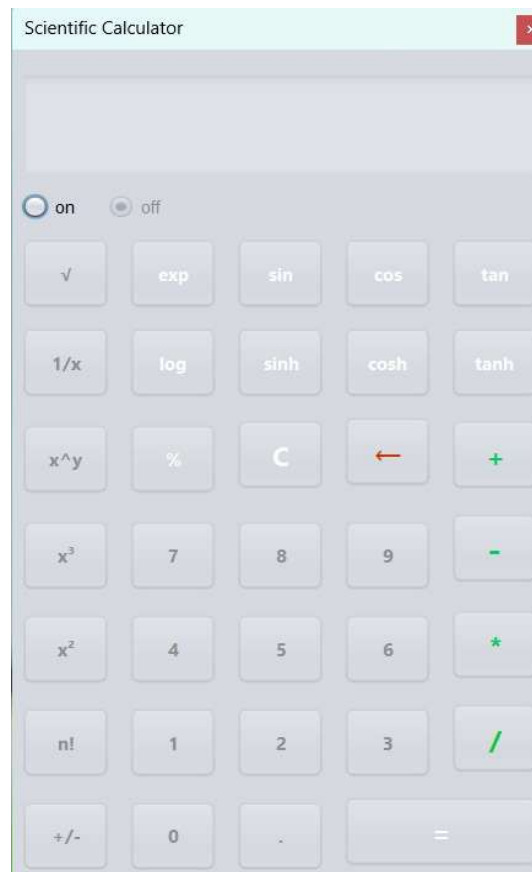 Scientific Calculator
on off
√ exp sin cos tan
1/x log sinh cosh tanh
x^y % C ← +
x³ 7 8 9 -
x² 4 5 6 *
n! 1 2 3 /
+/- 0 . =